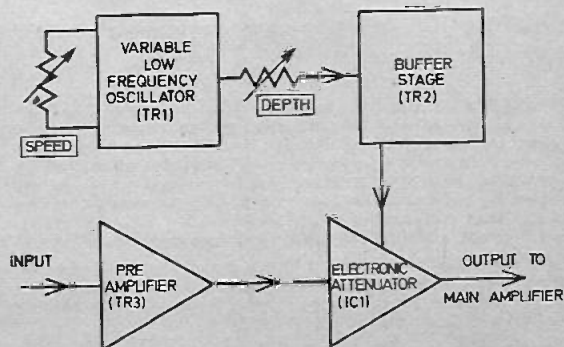 VARIABLE
LOW
FREQUENCY
OSCILLATOR
(TR1)
SPEED
DEPTH
BUFFER
STAGE
(TR2)
INPUT
PRE
AMPLIFIER
(TR3)
ELECTRONIC
ATTENUATOR
(IC1)
OUTPUT TO
MAIN AMPLIFIER